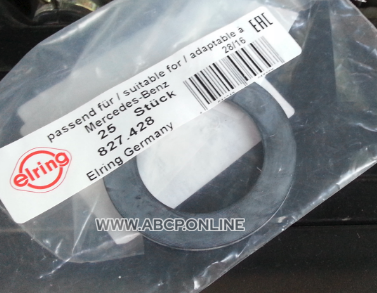 passend für / suitable for / adaptable a
Mercedes-Benz
25 Stück
827.428
Elring Germany
28/16
EAC
elring
WWW.ABCP.ONLINE